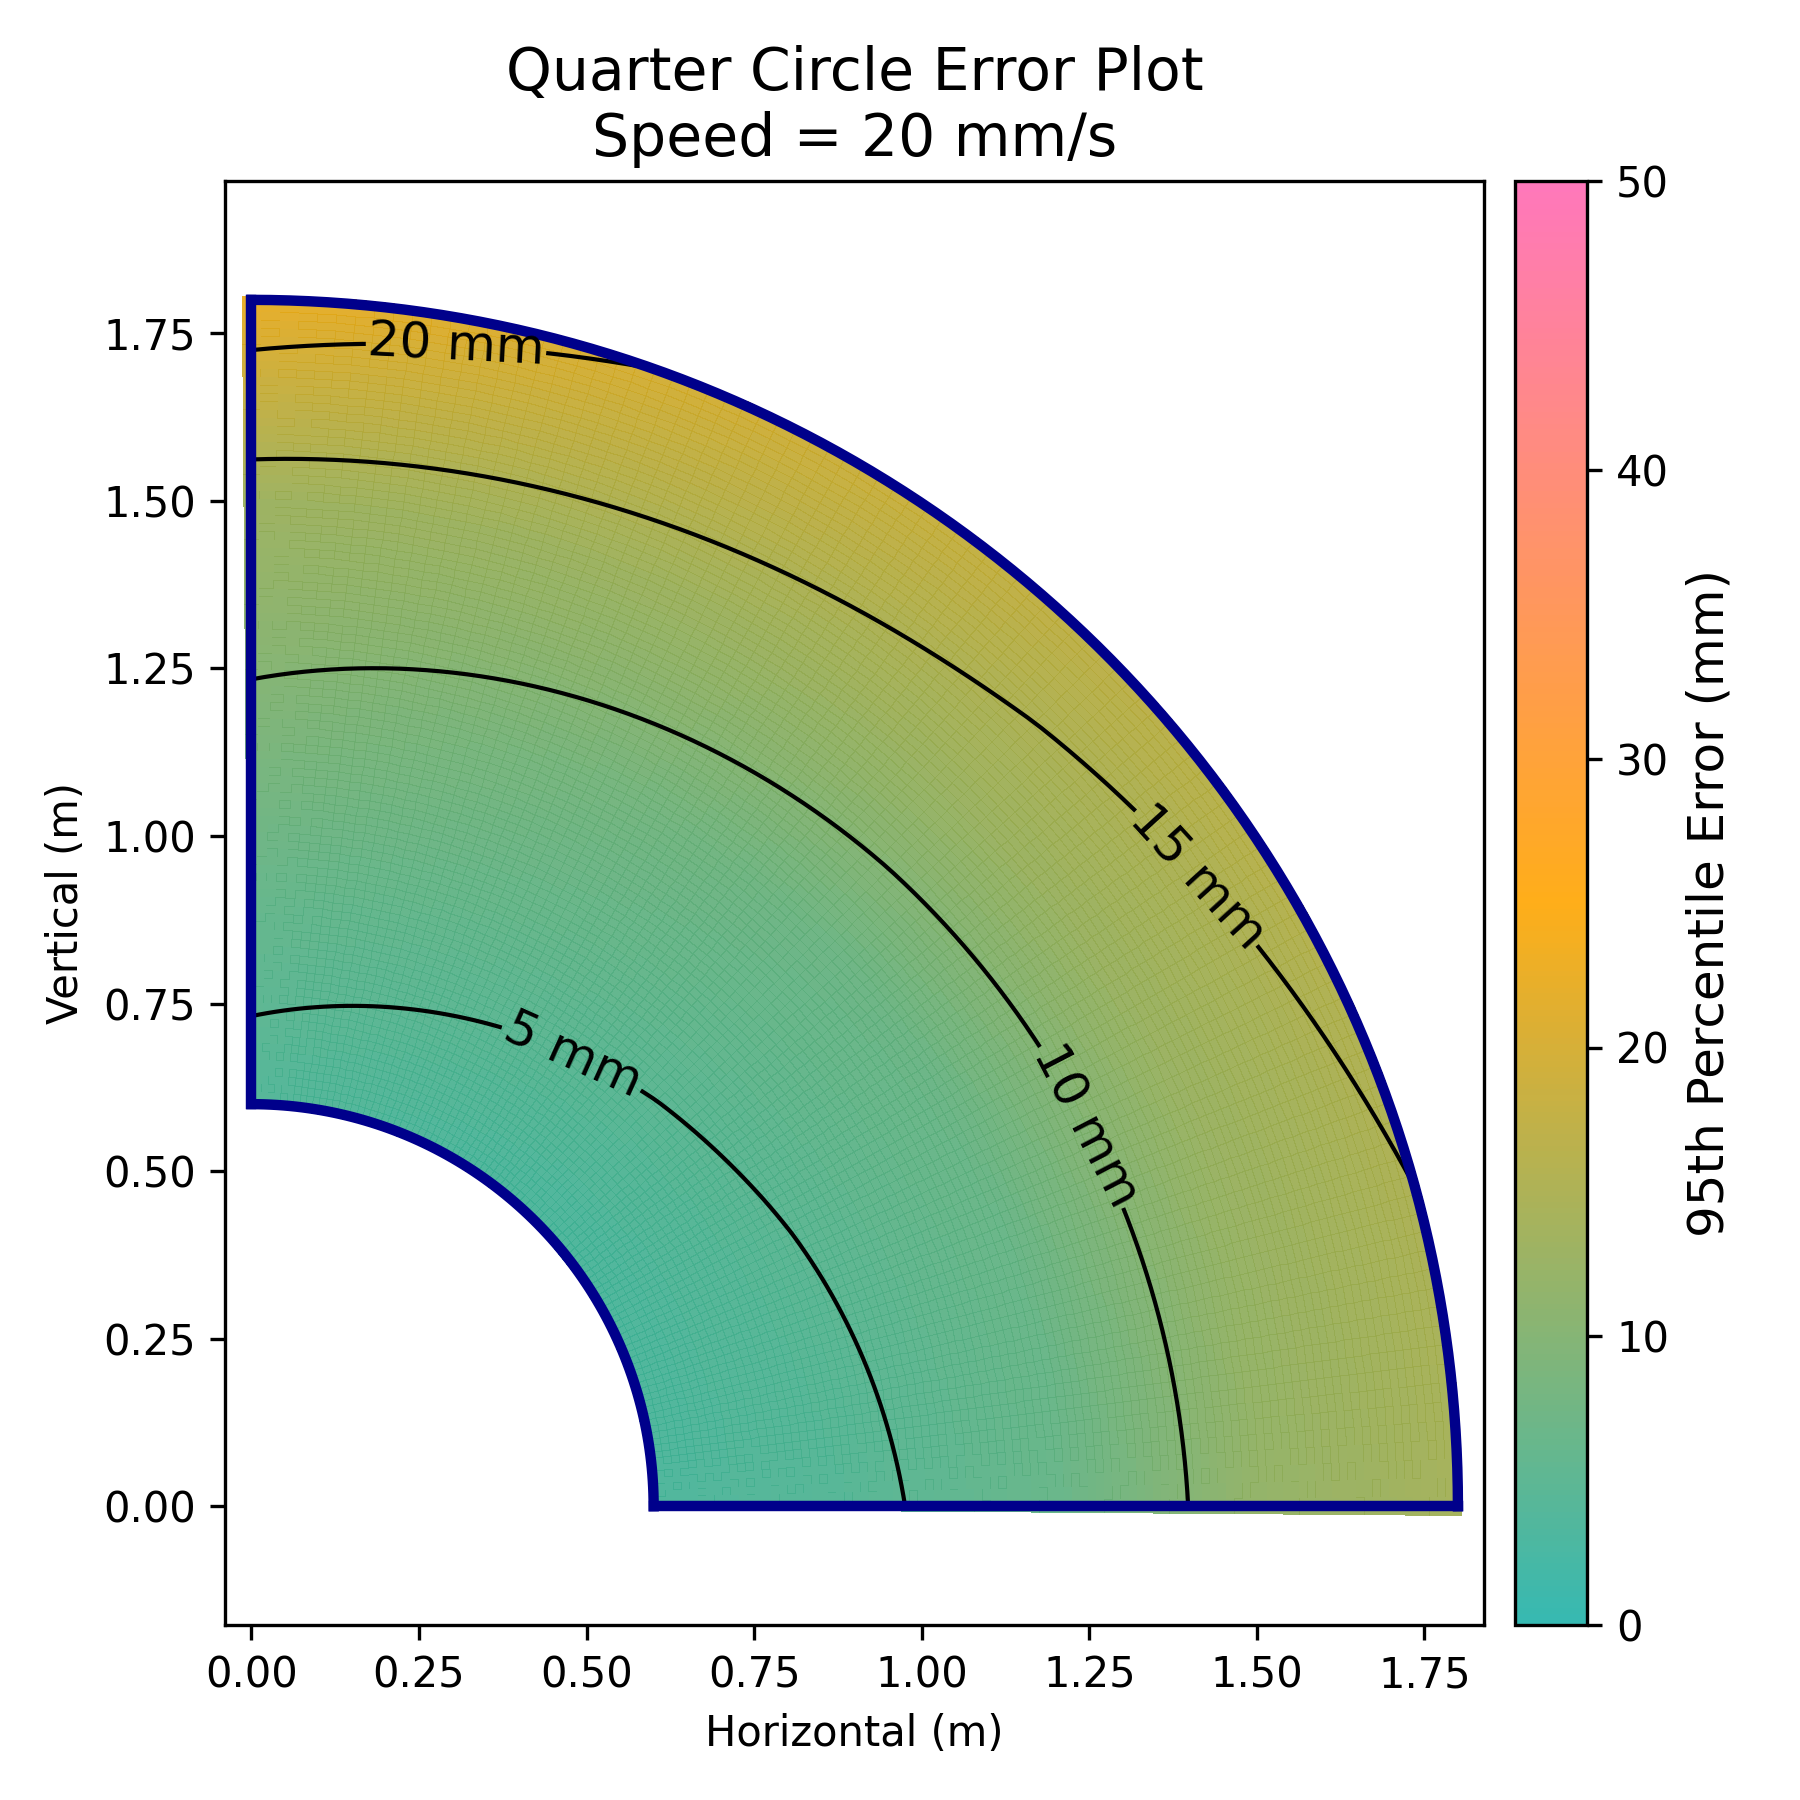 Quarter Circle Error Plot
Speed = 20 mm/s
50
40
30
20
10
0
95th Percentile Error (mm)
1.75
1.50
1.25
1.00
0.75
0.50
0.25
0.00
Vertical (m)
20 mm
15 mm
10 mm
5 mm
0.00 0.25 0.50 0.75 1.00 1.25 1.50 1.75
Horizontal (m)